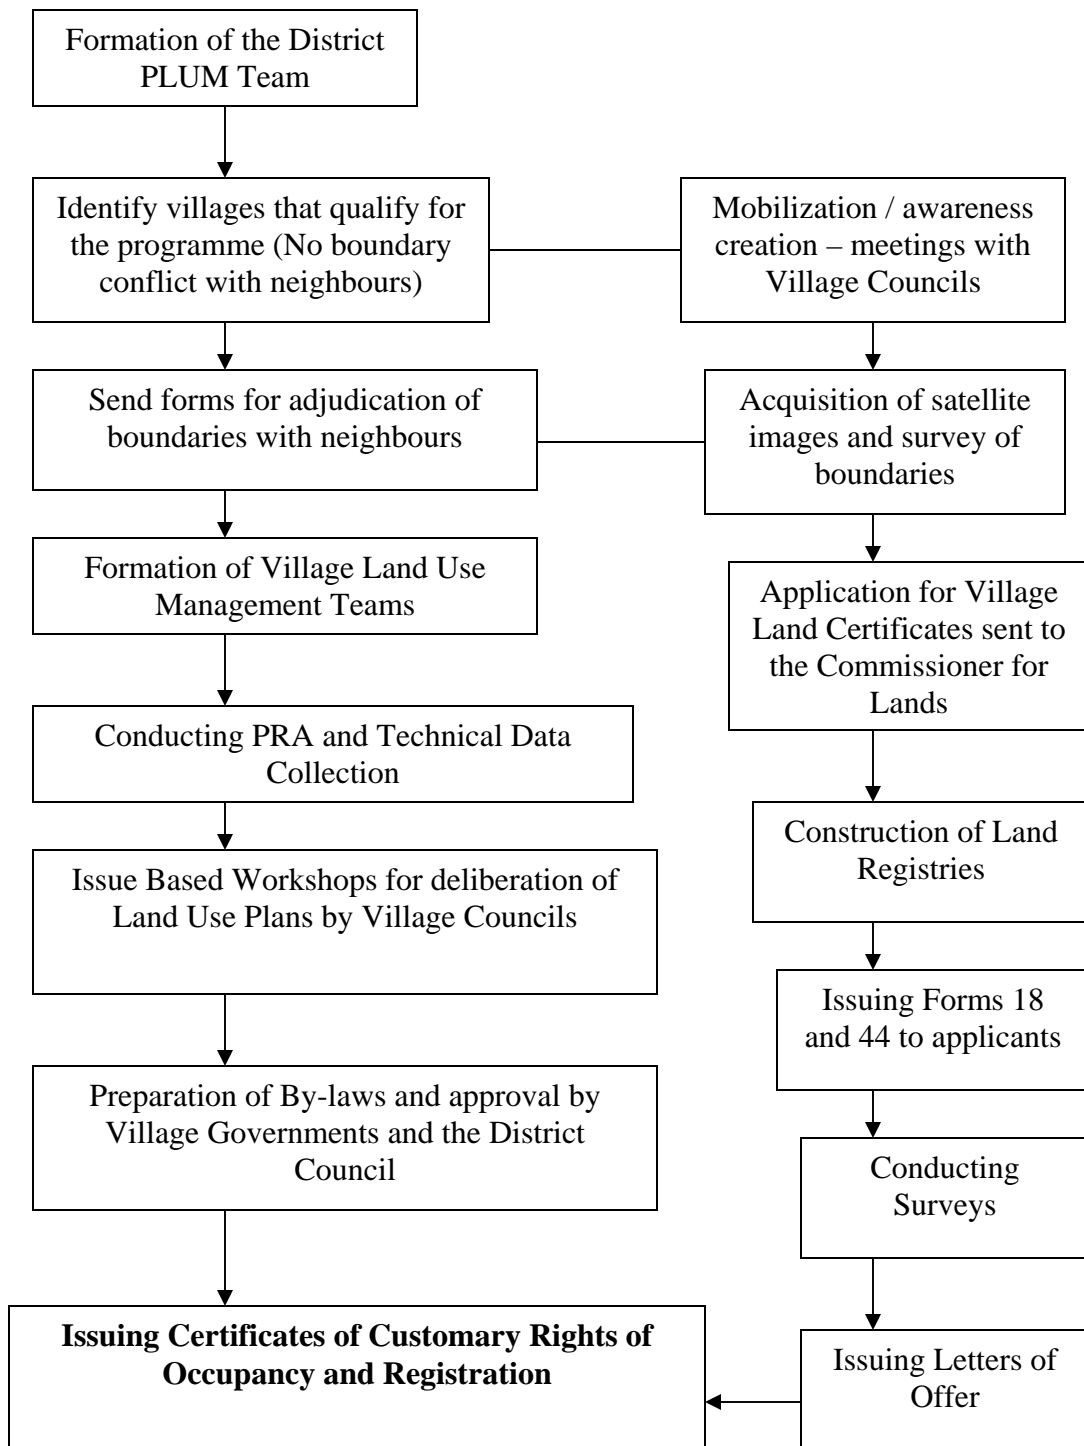 Formation of the District
PLUM Team
Identify villages that qualify for
the programme (No boundary
conflict with neighbours)
Mobilization / awareness
creation – meetings with
Village Councils
Send forms for adjudication of
boundaries with neighbours
Acquisition of satellite
images and survey of
boundaries
Formation of Village Land Use
Management Teams
Application for Village
Land Certificates sent to
the Commissioner for
Lands
Conducting PRA and Technical Data
Collection
Construction of Land
Registries
Issue Based Workshops for deliberation of
Land Use Plans by Village Councils
Issuing Forms 18
and 44 to applicants
Preparation of By-laws and approval by
Village Governments and the District
Council
Conducting
Surveys
Issuing Certificates of Customary Rights of
Occupancy and Registration
Issuing Letters of
Offer